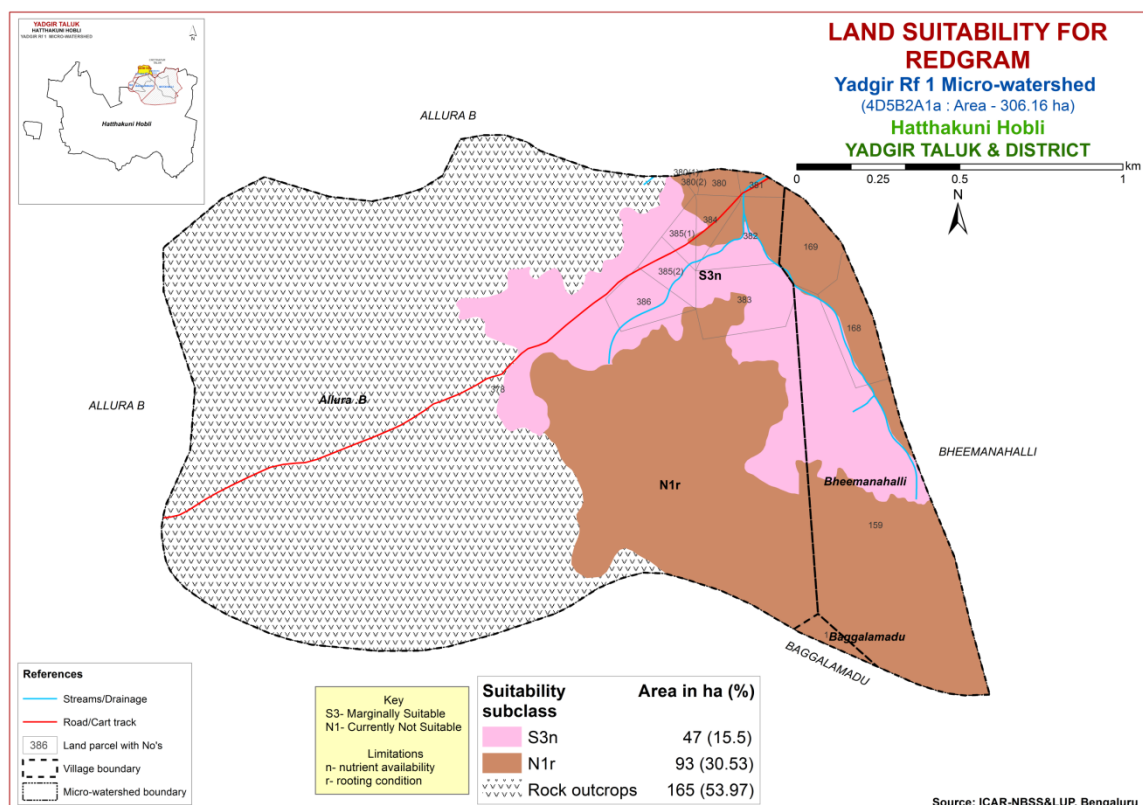 YADGIR TALUK
HATTHAKUNI HOBLI
YADGIR Rf 1 MICRO-WATERSHED
N
Hatthakuni Hobli
LAND SUITABILITY FOR
REDGRAM
Yadgir Rf 1 Micro-watershed
(4D5B2A1a : Area - 306.16 ha)
Hatthakuni Hobli
YADGIR TALUK & DISTRICT
km
0 0.25 0.5 1
N
ALLURA B
380(1)
380(2) 380 381
384
385(1) 382 169
385(2) S3n
386 383
168
378
ALLURA B
Allura .B
BHEEMANAHALLI
Bheemanahalli
N1r
159
Baggalamadu
BAGGALAMADU
References
Streams/Drainage
Road/Cart track
386 Land parcel with No's
Village boundary
Micro-watershed boundary
Key
S3- Marginally Suitable
N1- Currently Not Suitable
Limitations
n- nutrient availability
r- rooting condition
Suitability subclass Area in ha (%)
S3n 47 (15.5)
N1r 93 (30.53)
Rock outcrops 165 (53.97)
Source: ICAR-NBSS&LUP, Bengaluru